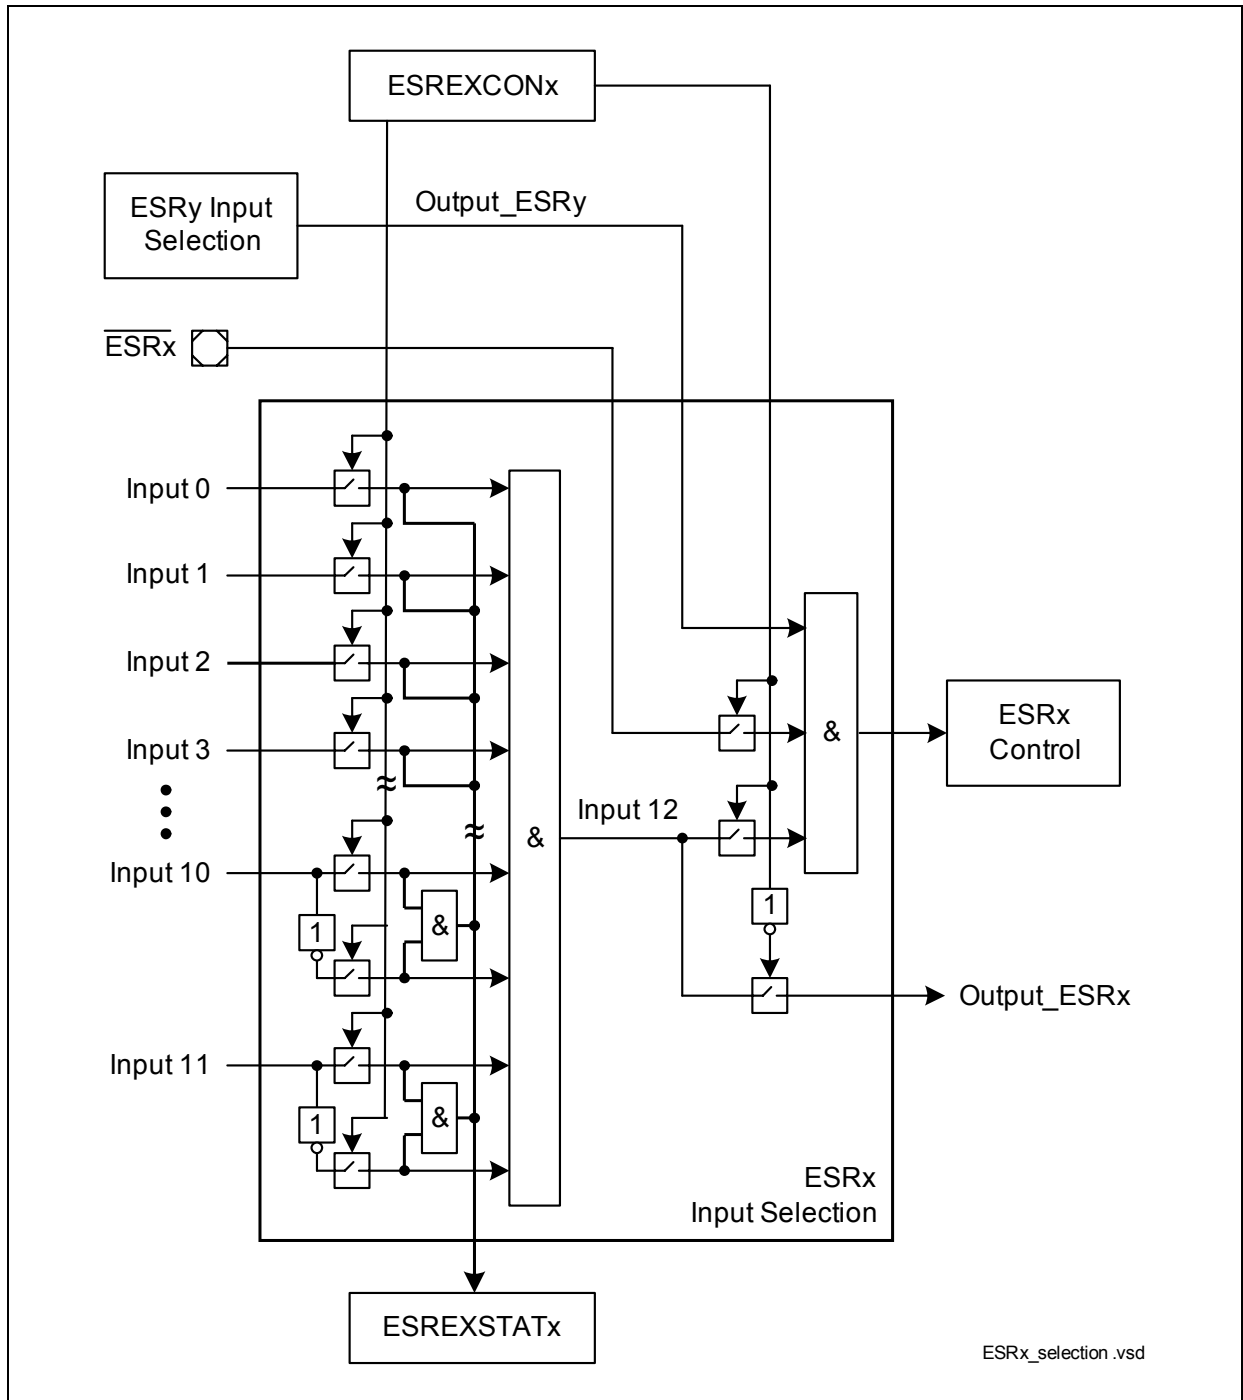 ESREXCONx
ESRy Input
Selection
Output_ESRy
ESRx
Input 0
Input 1
Input 2
Input 3
Input 10
1
&
Input 11
1
&
&
Input 12
&
1
ESRx
Control
Output_ESRx
ESRx
Input Selection
ESREXSTATx
ESRx_selection .vsd